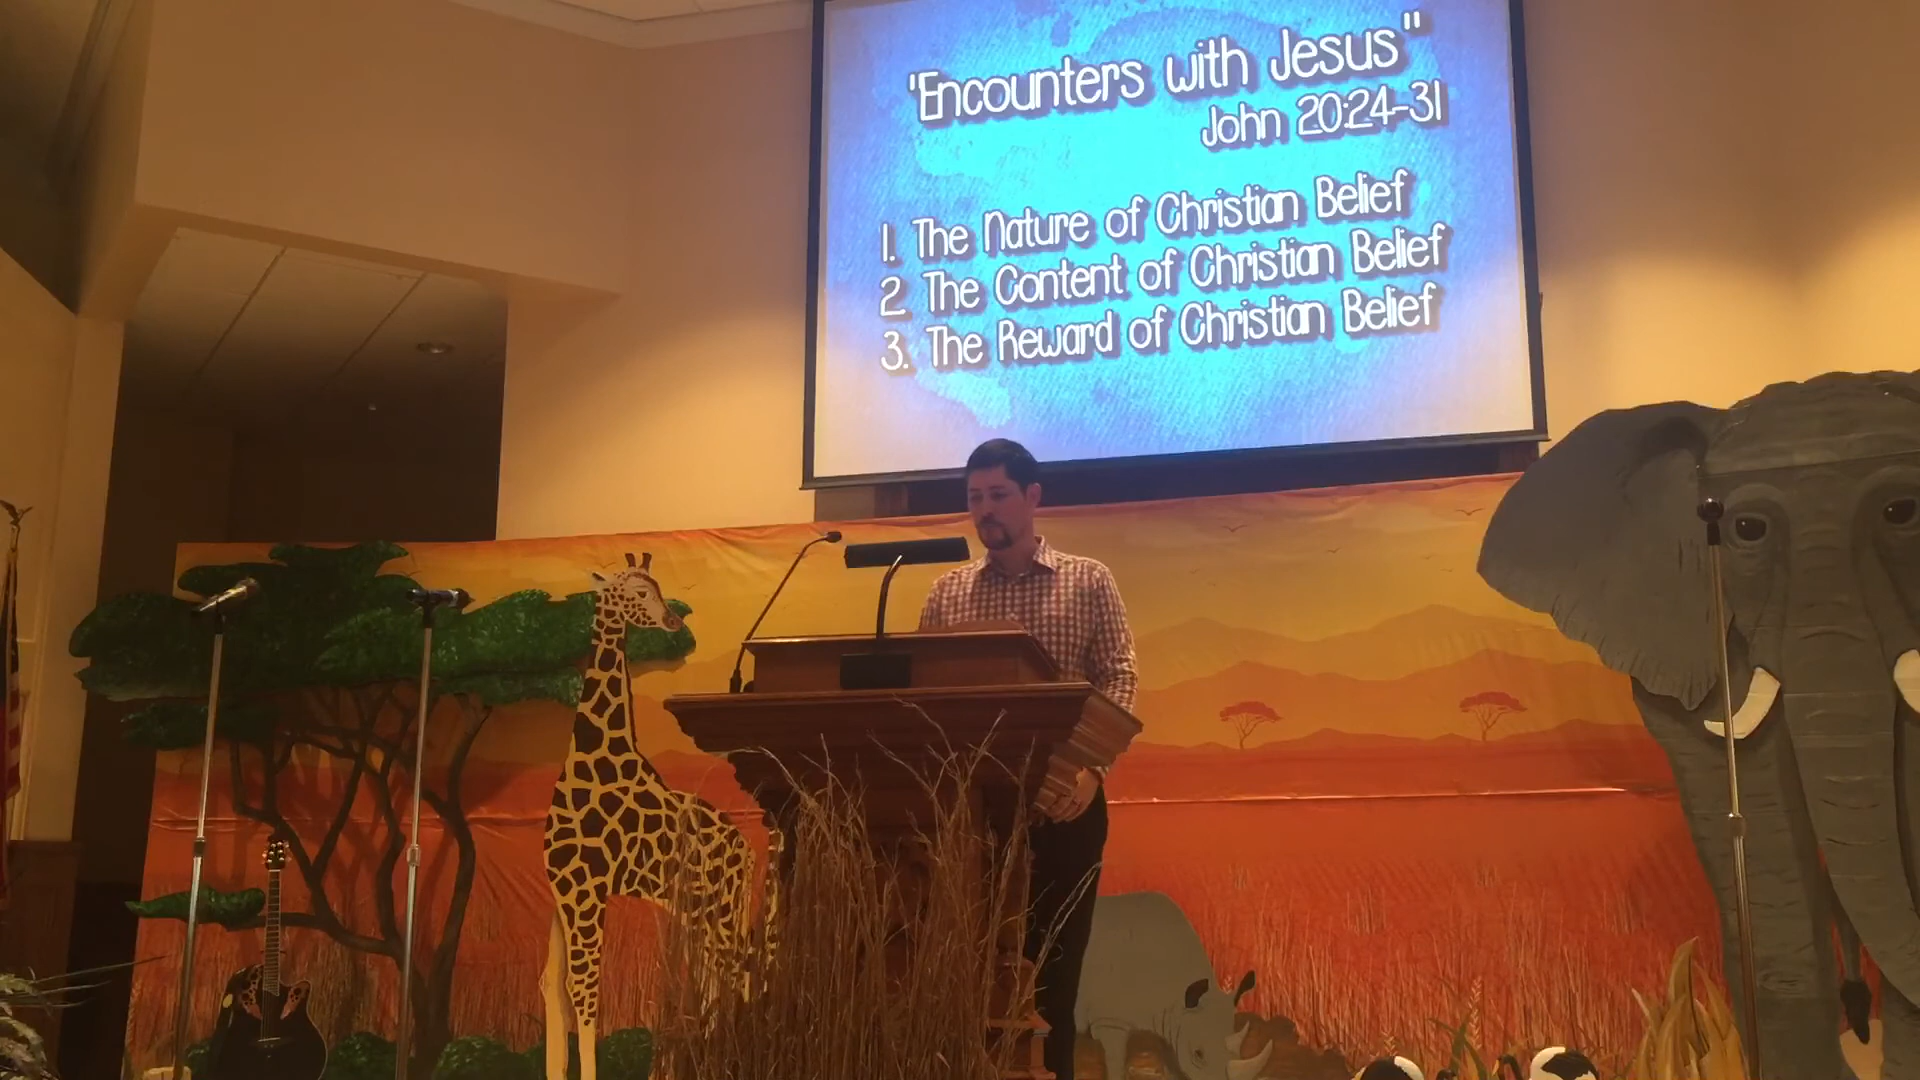 "Encounters with Jesus"
John 20:24-31
1. The Nature of Christian Belief
2. The Content of Christian Belief
3. The Reward of Christian Belief